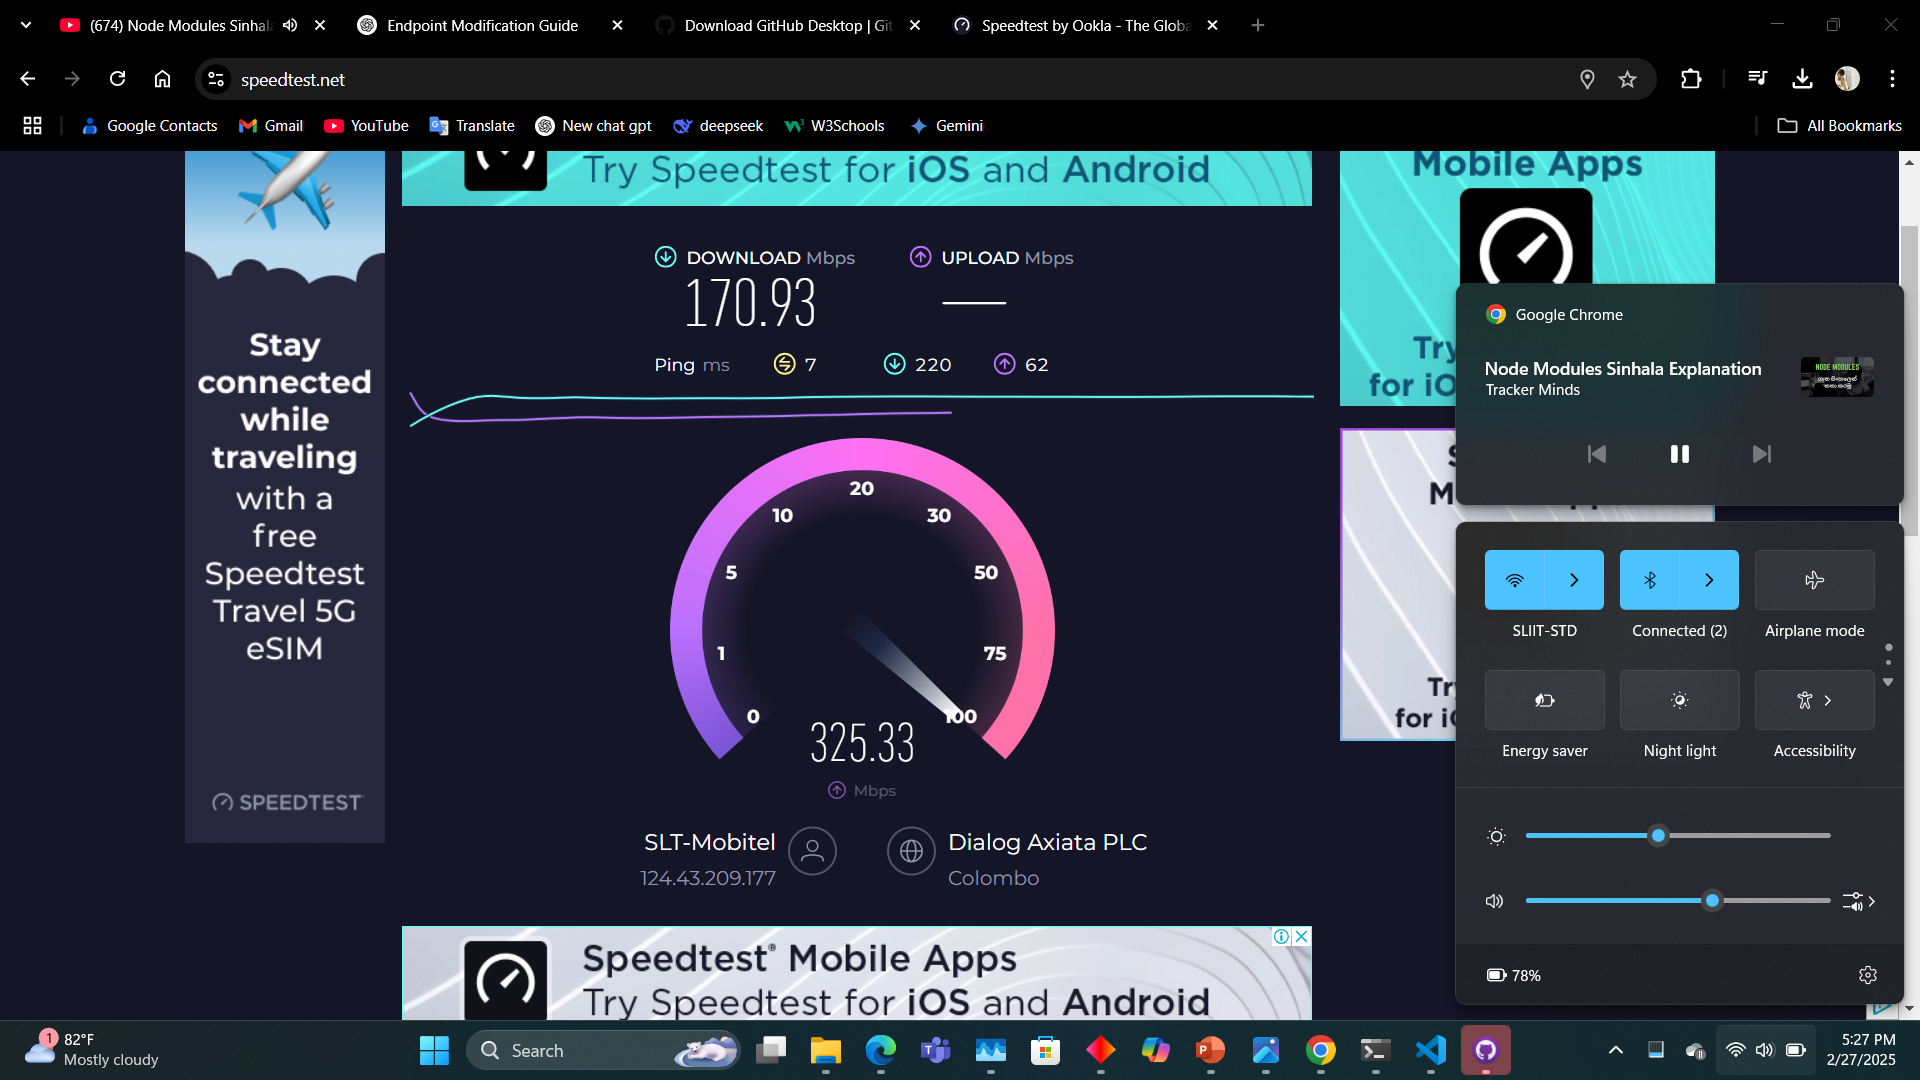 (674) Node Modules Sinhala
Endpoint Modification Guide
Download GitHub Desktop | Git
Speedtest by Ookla - The Globa
speedtest.net
Google Contacts
Gmail
YouTube
Translate
New chat gpt
deepseek
W3Schools
Gemini
All Bookmarks
Try Speedtest for iOS and Android
Mobile Apps
Stay
connected
while
traveling
with a
free
Speedtest
Travel 5G
eSIM
SPEEDTEST
DOWNLOAD Mbps
170.93
UPLOAD Mbps
Ping ms
7
220
62
0
1
5
10
20
30
50
75
100
325.33
Mbps
SLT-Mobitel
124.43.209.177
Dialog Axiata PLC
Colombo
Speedtest® Mobile Apps
Try Speedtest for iOS and Android
Try
for iO
Google Chrome
Node Modules Sinhala Explanation
Tracker Minds
NODE MODULES
for i
SLIIT-STD
Connected (2)
Airplane mode
Energy saver
Night light
Accessibility
78%
1
82°F
Mostly cloudy
Search
5:27 PM
2/27/2025